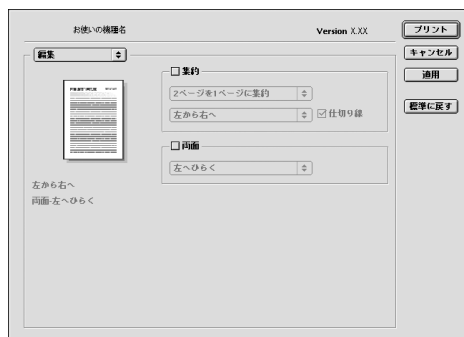 お使いの機種名 Version X.XX
プリント
キャンセル
適用
標準に戻す
編集
集約
2ページを1ページに集約
左から右へ
仕切り線
両面
左へひらく
左から右へ
両面-左へひらく